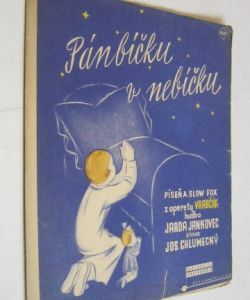 Pánbíčku
v nebíčku
PÍSEŇ A SLOW FOX
z operety VRABČÁK
hudba
JARDA JANKOVEC
slova
JOS. CHLUMECKÝ